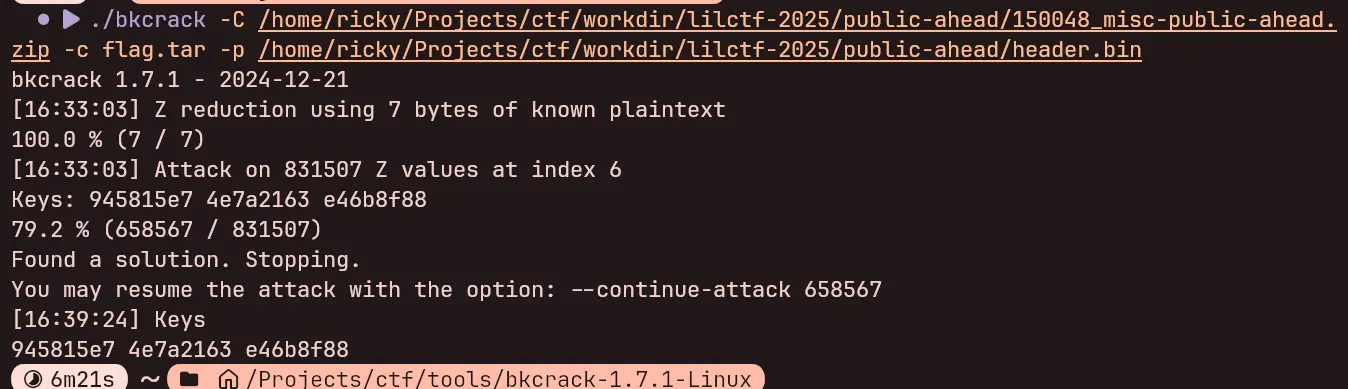 ./bkcrack -C /home/ricky/Projects/ctf/workdir/lilctf-2025/public-ahead/150048_misc-public-ahead.
zip -c flag.tar -p /home/ricky/Projects/ctf/workdir/lilctf-2025/public-ahead/header.bin
bkcrack 1.7.1 - 2024-12-21
[16:33:03] Z reduction using 7 bytes of known plaintext
100.0 % (7 / 7)
[16:33:03] Attack on 831507 Z values at index 6
Keys: 945815e7 4e7a2163 e46b8f88
79.2 % (658567 / 831507)
Found a solution. Stopping.
You may resume the attack with the option: --continue-attack 658567
[16:39:24] Keys
945815e7 4e7a2163 e46b8f88
6m21s ~ /Projects/ctf/tools/bkcrack-1.7.1-Linux